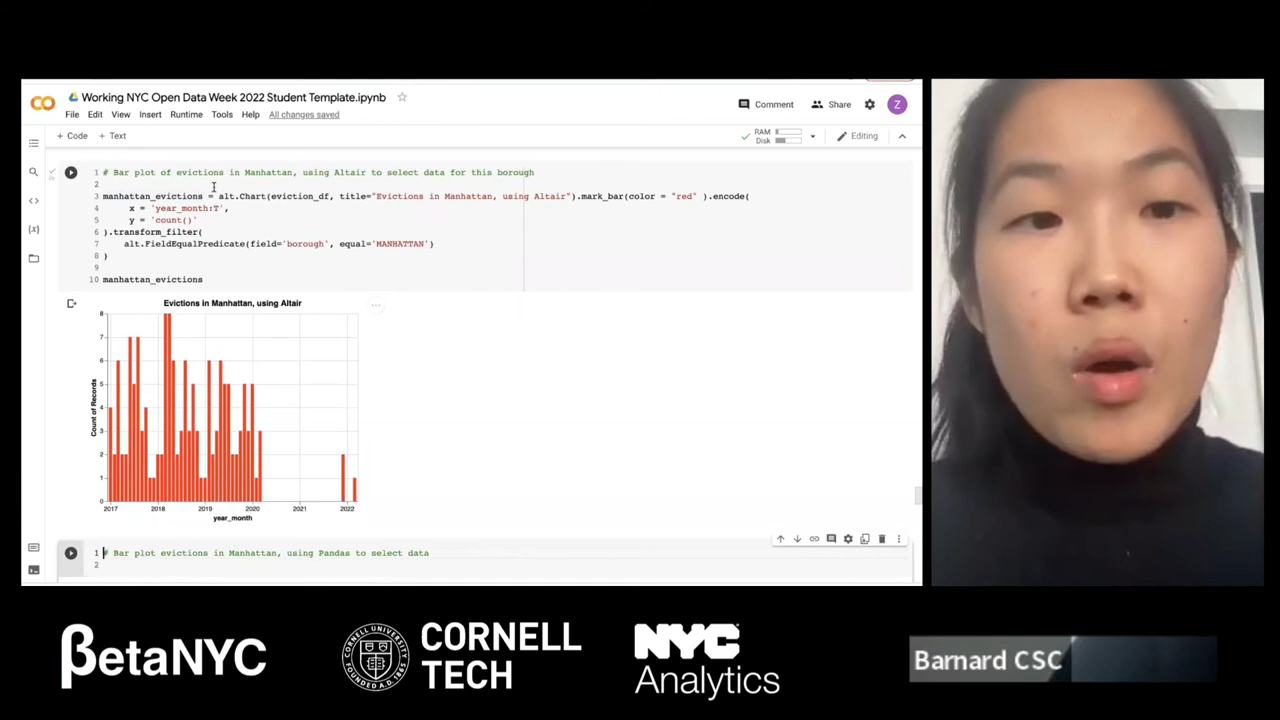 Working NYC Open Data Week 2022 Student Template.ipynb
File Edit View Insert Runtime Tools Help All changes saved
Comment Share Z
+ Code + Text
RAM
Disk
Editing
1 # Bar plot of evictions in Manhattan, using Altair to select data for this borough
2
3 manhattan_evictions = alt.Chart(eviction_df, title="Evictions in Manhattan, using Altair").mark_bar(color = "red" ).encode(
4 x = 'year_month:T',
5 y = 'count()'
6 ).transform_filter(
7 alt.FieldEqualPredicate(field='borough', equal='MANHATTAN')
8 )
9
10 manhattan_evictions
Evictions in Manhattan, using Altair
8
7
6
5
4
3
2
1
0
Count of Records
2017 2018 2019 2020 2021 2022
year_month
1 # Bar plot evictions in Manhattan, using Pandas to select data
2
βetaNYC
CORNELL
TECH
NYC
Analytics
Barnard CSC